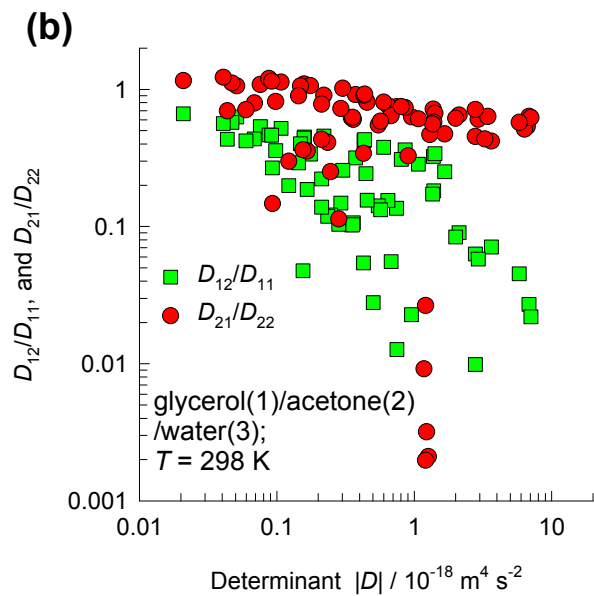 (b)
D₁₂/D₁₁, and D₂₁/D₂₂
1
0.1
0.01
0.001
D₁₂/D₁₁
D₂₁/D₂₂
glycerol(1)/acetone(2)
/water(3);
T = 298 K
0.01
0.1
1
10
Determinant |D| / 10⁻¹⁸ m⁴ s⁻²